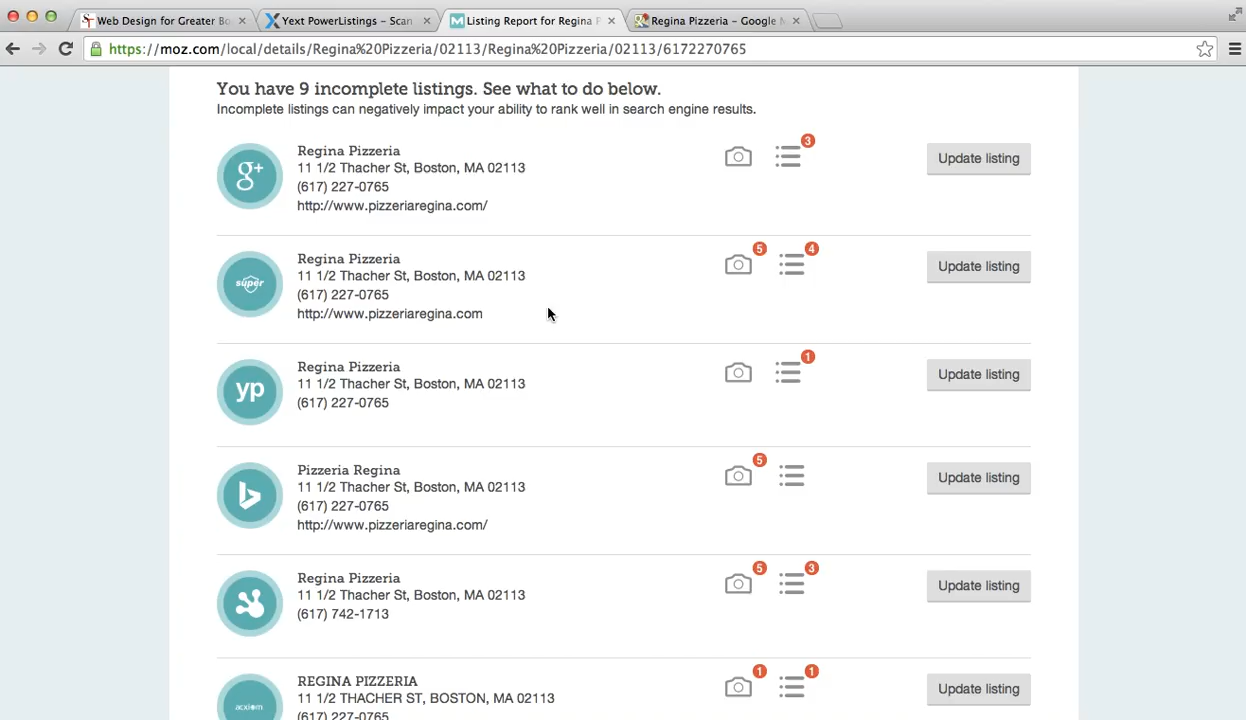 Web Design for Greater Bo
Yext PowerListings – Scan
Listing Report for Regina P
Regina Pizzeria – Google M
https://moz.com/local/details/Regina%20Pizzeria/02113/Regina%20Pizzeria/02113/6172270765
You have 9 incomplete listings. See what to do below.
Incomplete listings can negatively impact your ability to rank well in search engine results.
g+
Regina Pizzeria
11 1/2 Thacher St, Boston, MA 02113
(617) 227-0765
http://www.pizzeriaregina.com/
3
Update listing
super
Regina Pizzeria
11 1/2 Thacher St, Boston, MA 02113
(617) 227-0765
http://www.pizzeriaregina.com
5
4
Update listing
yp
Regina Pizzeria
11 1/2 Thacher St, Boston, MA 02113
(617) 227-0765
1
Update listing
Pizzeria Regina
11 1/2 Thacher St, Boston, MA 02113
(617) 227-0765
http://www.pizzeriaregina.com/
5
Update listing
Regina Pizzeria
11 1/2 Thacher St, Boston, MA 02113
(617) 742-1713
5
3
Update listing
acxiom
REGINA PIZZERIA
11 1/2 THACHER ST, BOSTON, MA 02113
(617) 227-0765
1
1
Update listing